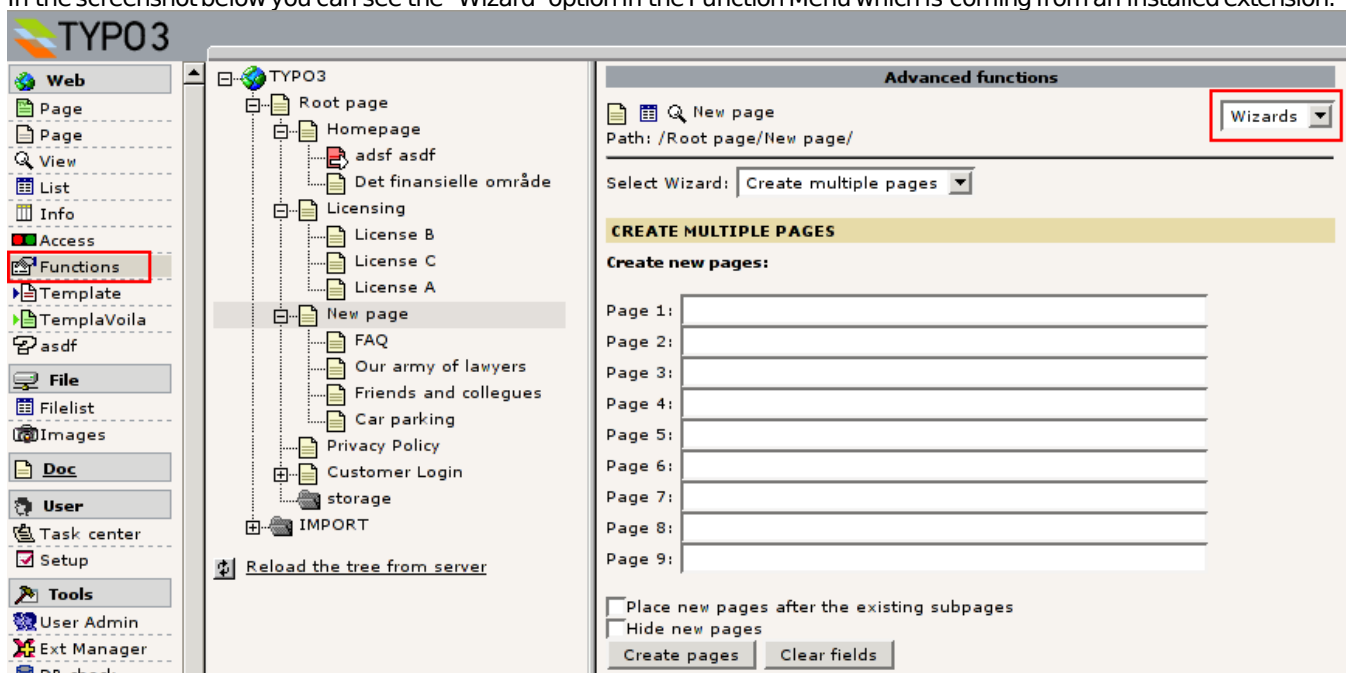 In the screenshot below you can see the "Wizard" option in the Function Menu which is coming from an installed extension:
TYPO3
Web
Page
Page
View
List
Info
Access
Functions
Template
TemplaVoila
asdf
File
Filelist
Images
Doc
User
Task center
Setup
Tools
User Admin
Ext Manager
DB check
TYPO3
Root page
Homepage
adsf asdf
Det finansielle område
Licensing
License B
License C
License A
New page
FAQ
Our army of lawyers
Friends and collegues
Car parking
Privacy Policy
Customer Login
storage
IMPORT
Reload the tree from server
Advanced functions
New page
Wizards
Path: /Root page/New page/
Select Wizard: Create multiple pages
CREATE MULTIPLE PAGES
Create new pages:
Page 1:
Page 2:
Page 3:
Page 4:
Page 5:
Page 6:
Page 7:
Page 8:
Page 9:
Place new pages after the existing subpages
Hide new pages
Create pages Clear fields